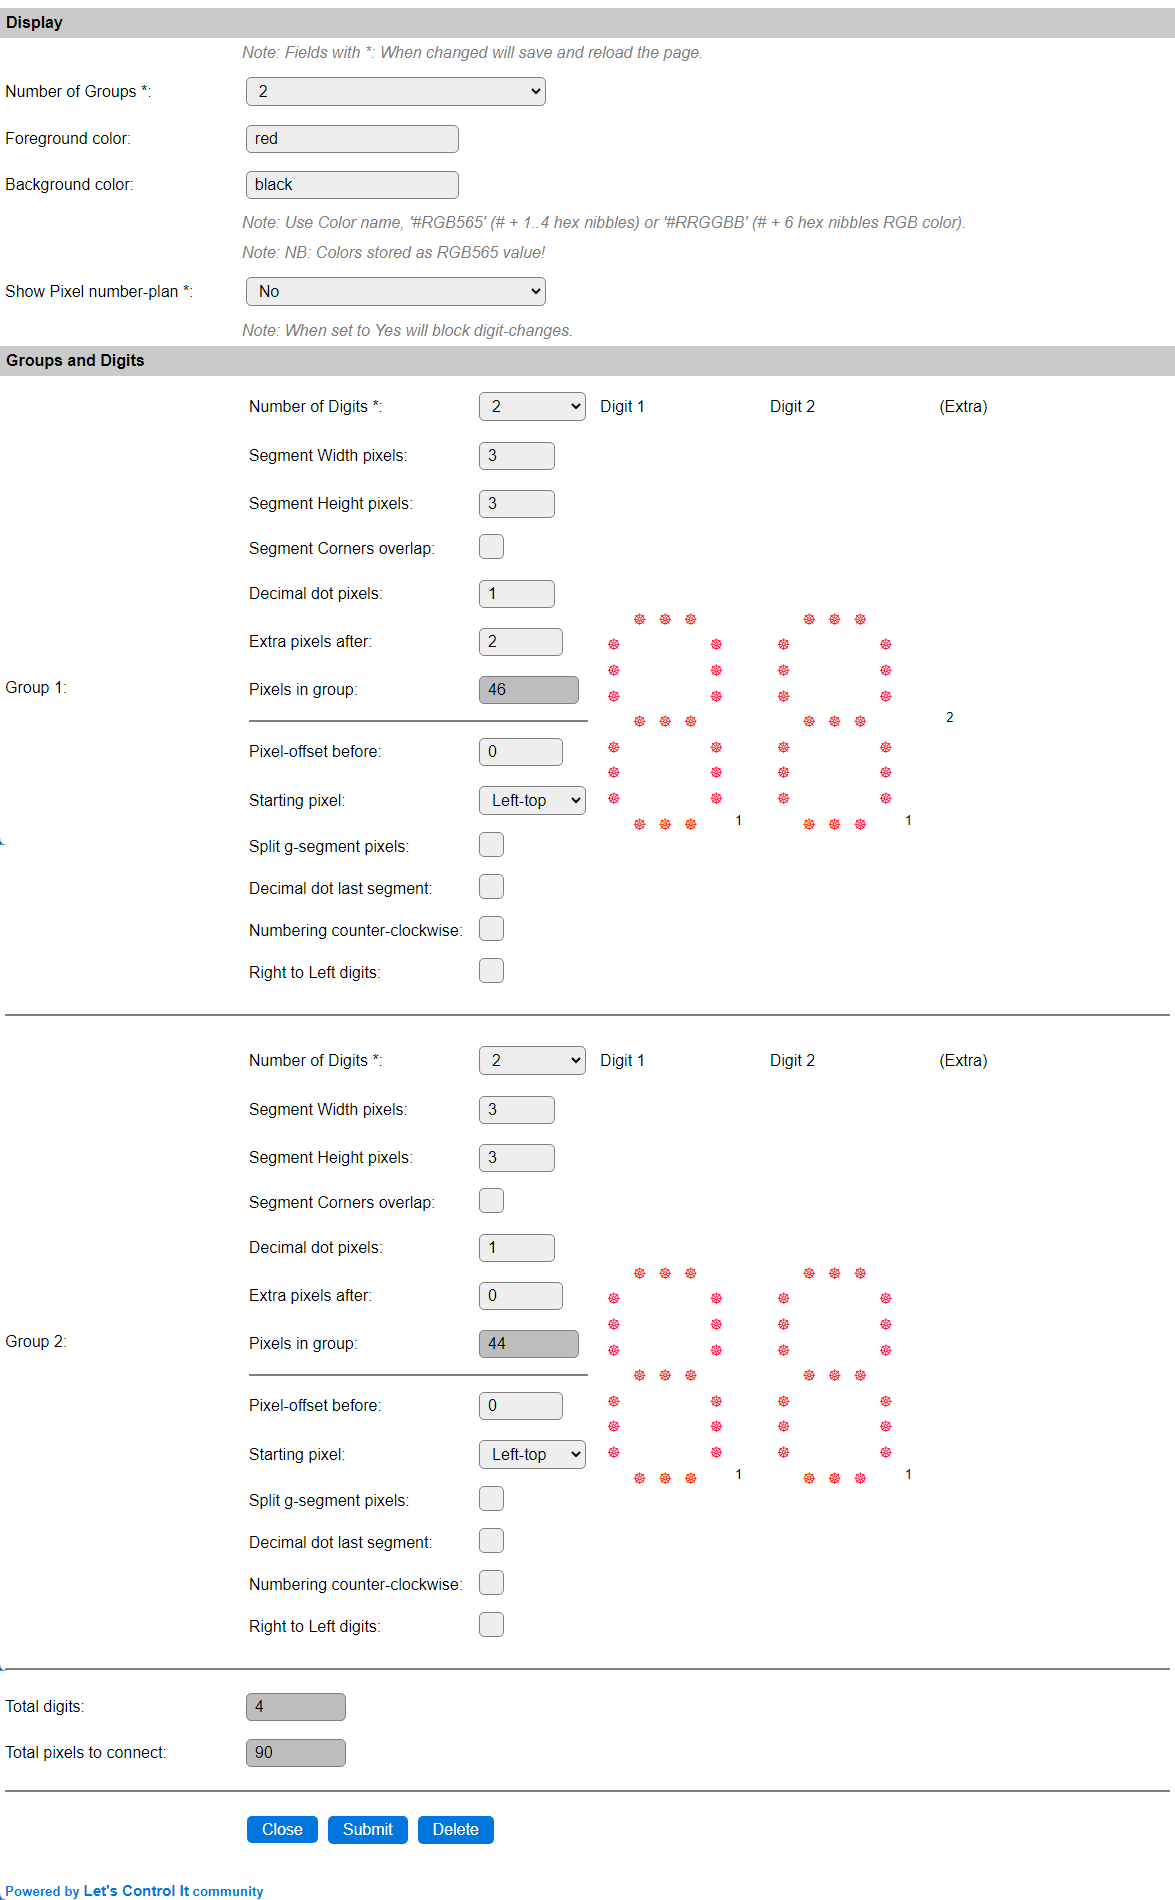 Display
Note: Fields with *: When changed will save and reload the page.
Number of Groups *: 2
Foreground color: red
Background color: black
Note: Use Color name, '#RGB565' (# + 1..4 hex nibbles) or '#RRGGBB' (# + 6 hex nibbles RGB color).
Note: NB: Colors stored as RGB565 value!
Show Pixel number-plan *: No
Note: When set to Yes will block digit-changes.
Groups and Digits
Number of Digits *: 2 Digit 1 Digit 2 (Extra)
Segment Width pixels: 3
Segment Height pixels: 3
Segment Corners overlap:
Decimal dot pixels: 1
Extra pixels after: 2
Group 1:
Pixels in group: 46
2
Pixel-offset before: 0
Starting pixel: Left-top
1 1
Split g-segment pixels:
Decimal dot last segment:
Numbering counter-clockwise:
Right to Left digits:
Number of Digits *: 2 Digit 1 Digit 2 (Extra)
Segment Width pixels: 3
Segment Height pixels: 3
Segment Corners overlap:
Decimal dot pixels: 1
Extra pixels after: 0
Group 2:
Pixels in group: 44
Pixel-offset before: 0
Starting pixel: Left-top
1 1
Split g-segment pixels:
Decimal dot last segment:
Numbering counter-clockwise:
Right to Left digits:
Total digits: 4
Total pixels to connect: 90
Close Submit Delete
Powered by Let's Control It community